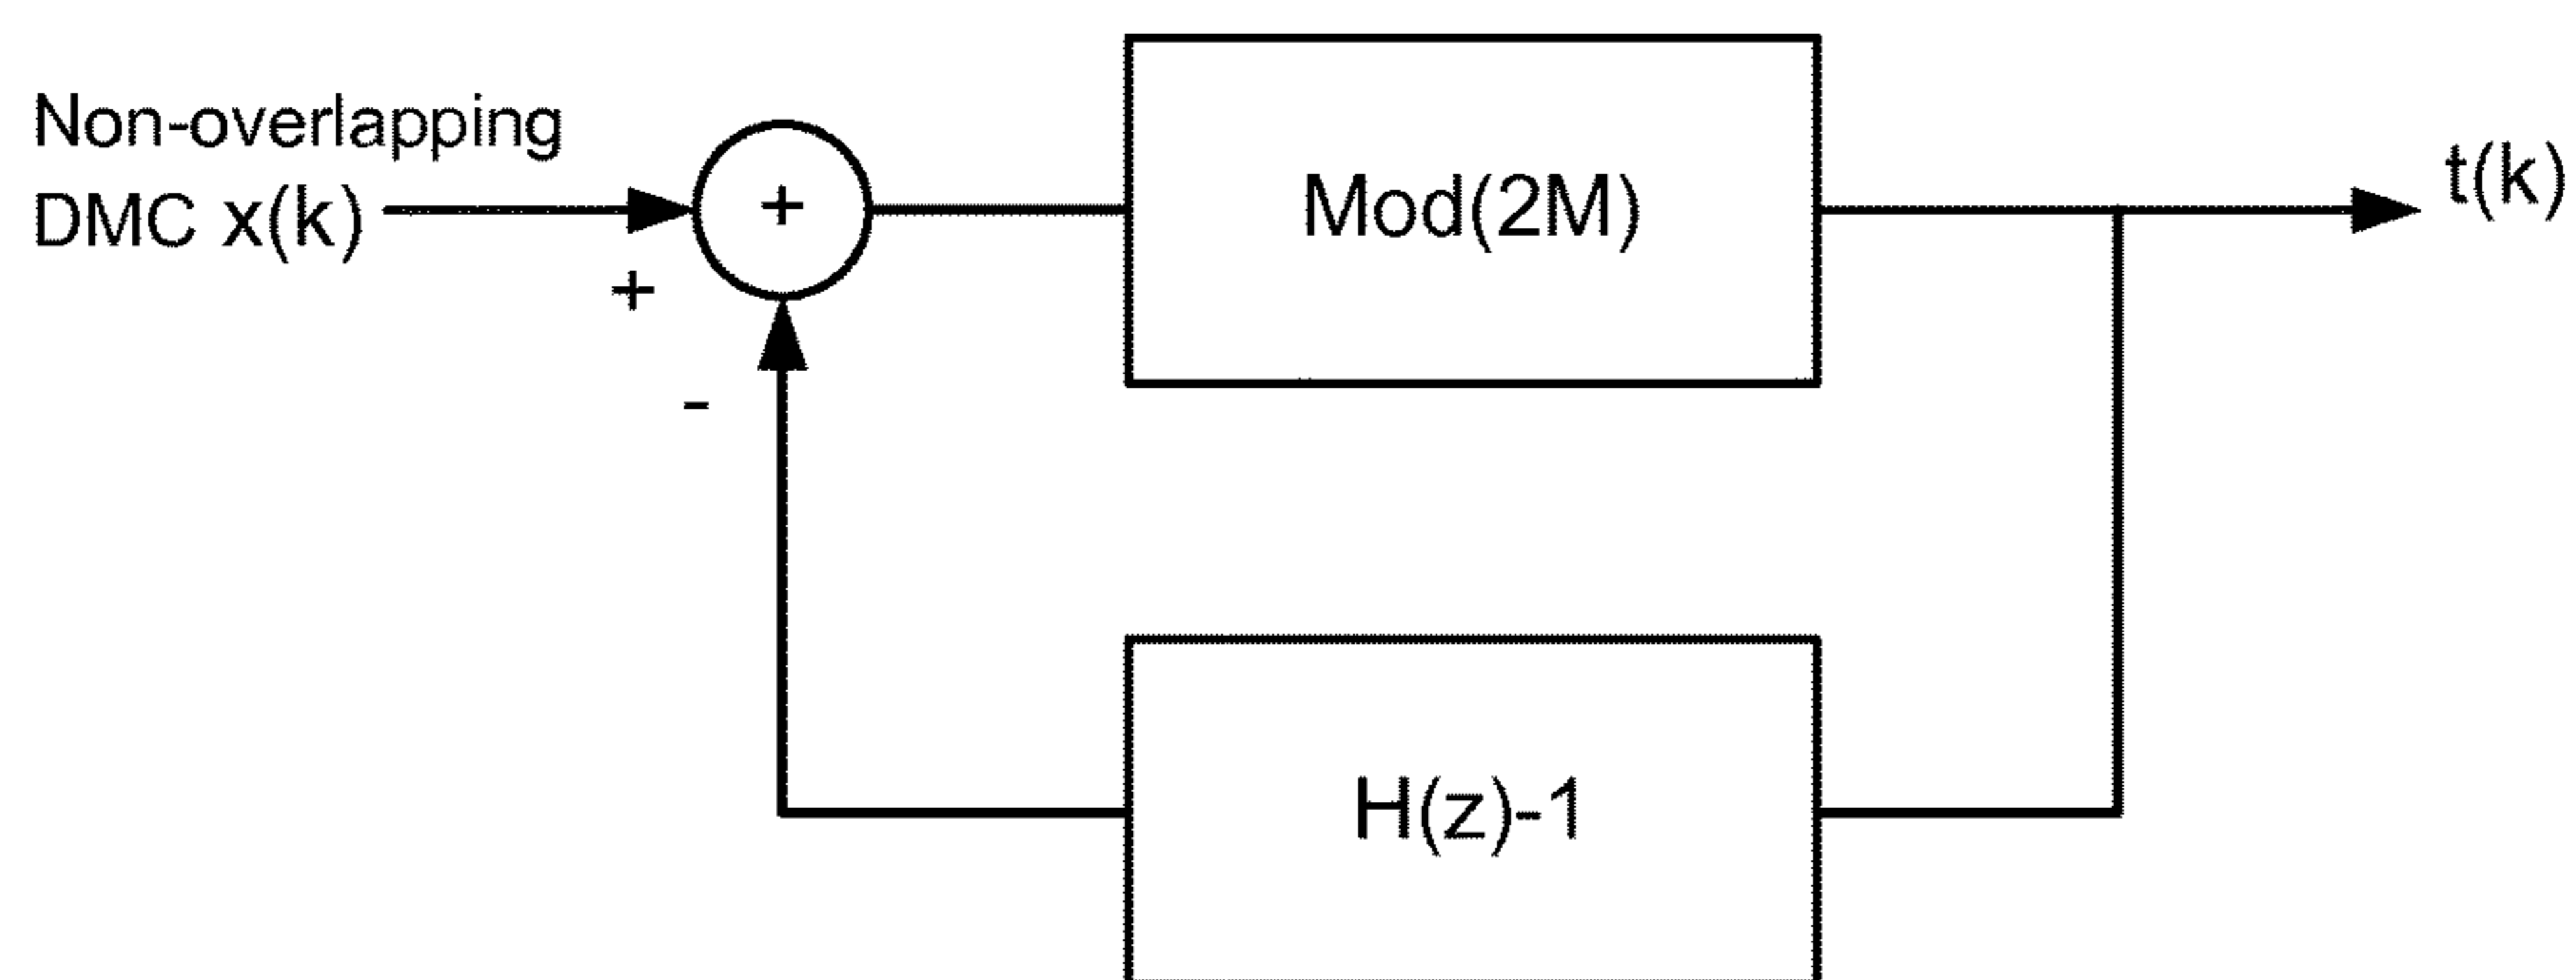 Non-overlapping
DMC x(k)
+
+
-
Mod(2M)
t(k)
H(z)-1